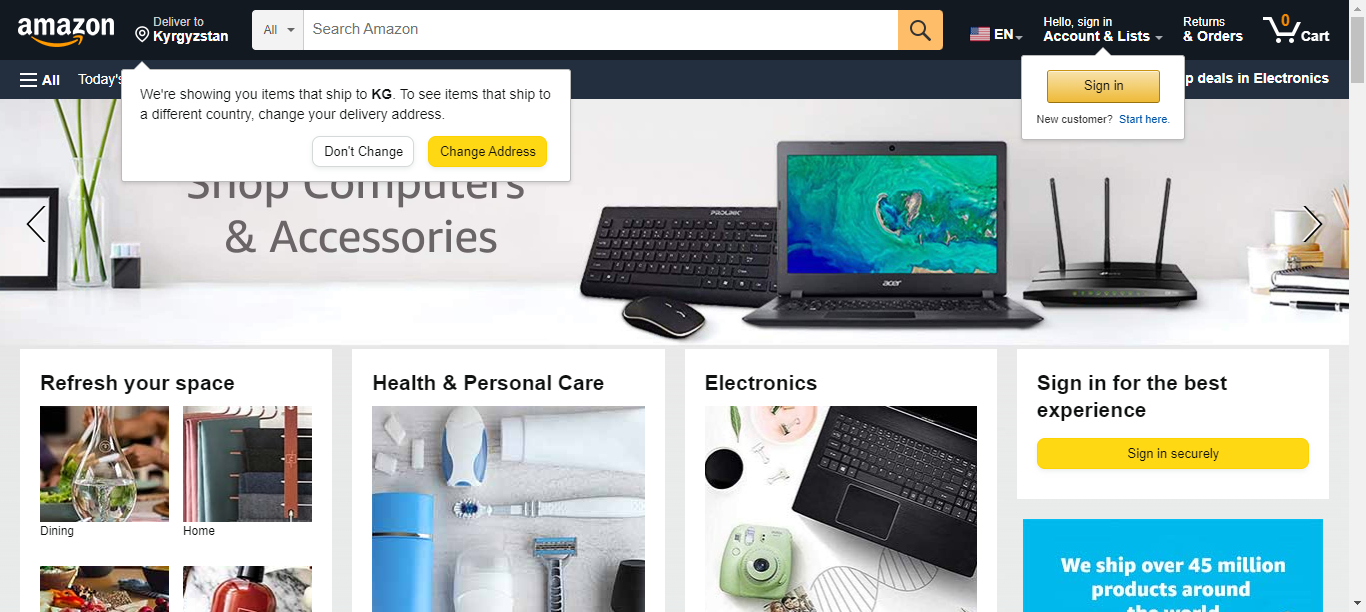 amazon
Deliver to
Kyrgyzstan
All
Search Amazon
EN
Hello, sign in
Account & Lists
Returns
& Orders
0
Cart
All
Today's
p deals in Electronics
We're showing you items that ship to KG. To see items that ship to
a different country, change your delivery address.
Don't Change
Change Address
Sign in
New customer? Start here.
Shop Computers
& Accessories
PROLINK
acer
Refresh your space
Dining
Home
Health & Personal Care
Electronics
Sign in for the best
experience
Sign in securely
We ship over 45 million
products around
the world